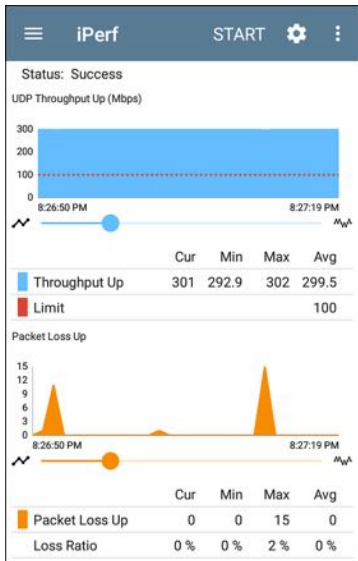 iPerf START
Status: Success
UDP Throughput Up (Mbps)
300
200
100
0
8:26:50 PM 8:27:19 PM
Cur Min Max Avg
Throughput Up 301 292.9 302 299.5
Limit 100
Packet Loss Up
15
12
9
6
3
0
8:26:50 PM 8:27:19 PM
Cur Min Max Avg
Packet Loss Up 0 0 15 0
Loss Ratio 0 % 0 % 2 % 0 %